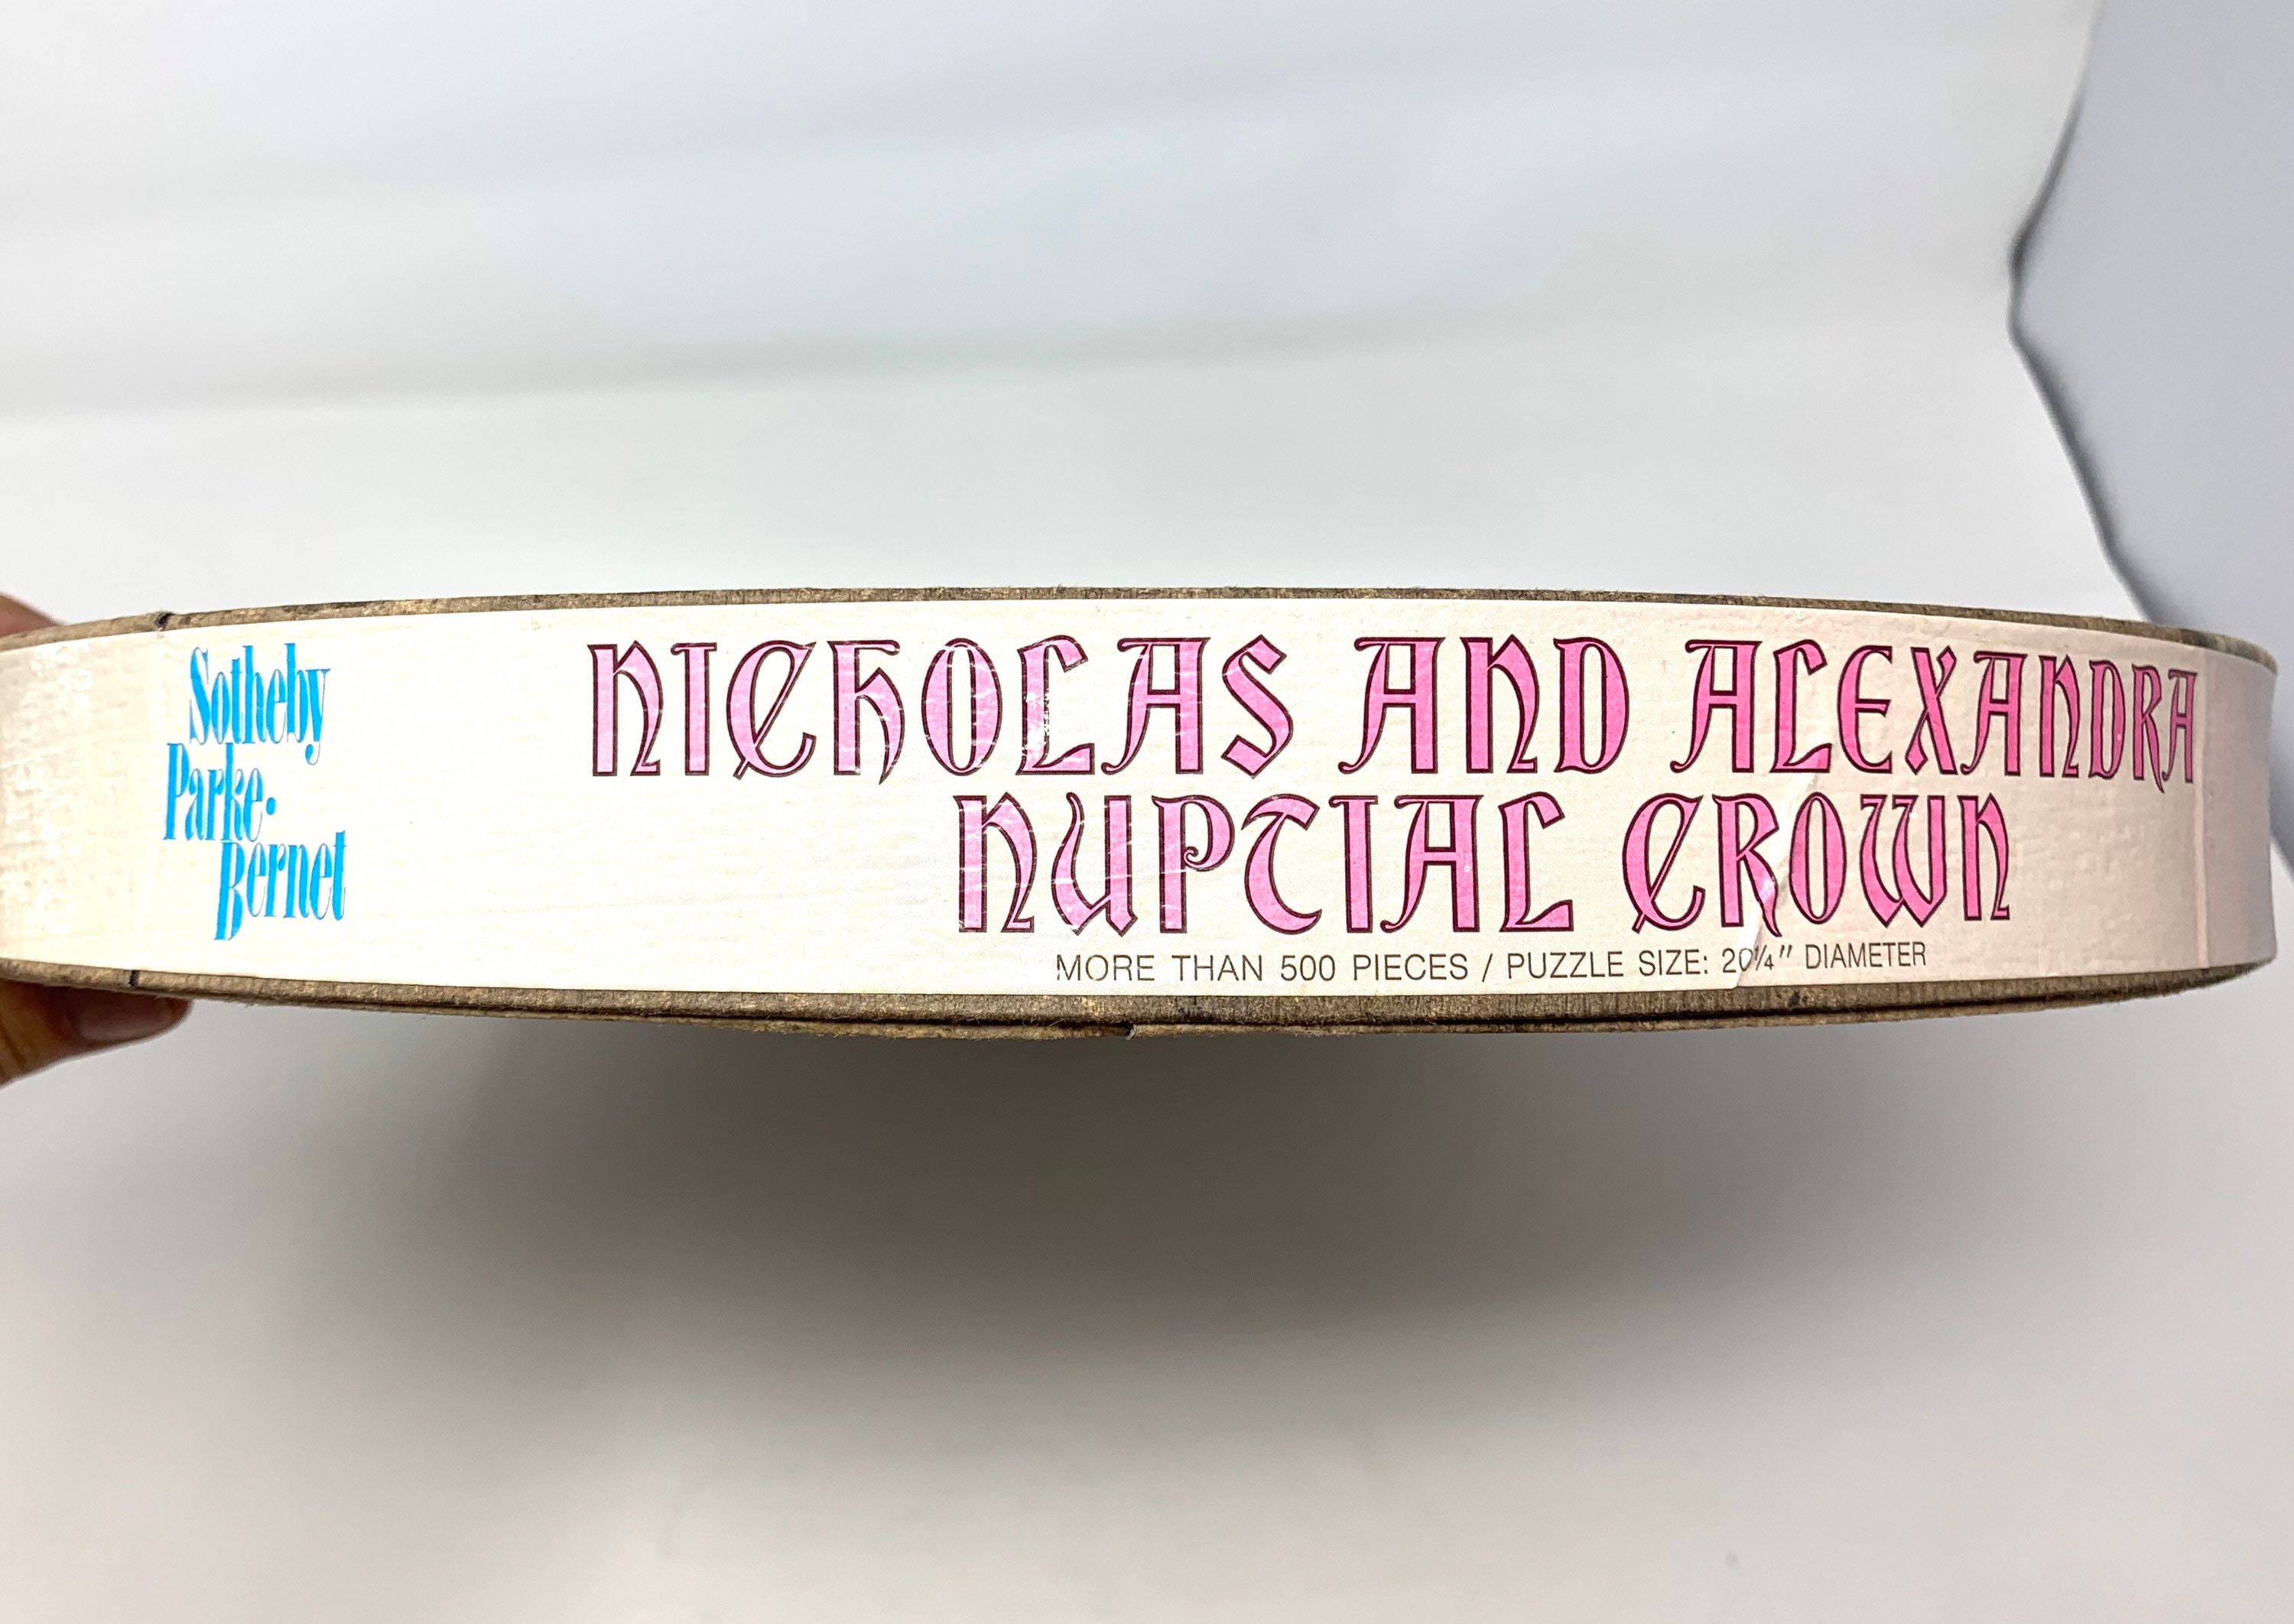 Sotheby
Parke·
Bernet
NICHOLAS AND ALEXANDRA
NUPTIAL CROWN
MORE THAN 500 PIECES / PUZZLE SIZE: 20¼" DIAMETER